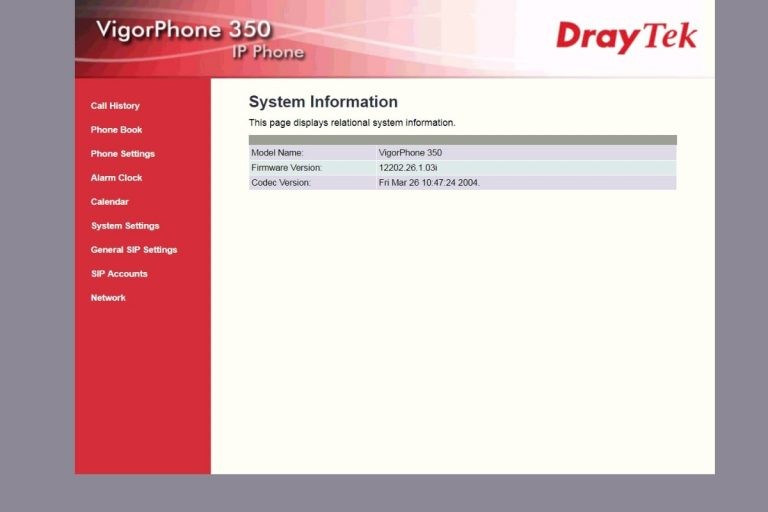 VigorPhone 350
IP Phone
DrayTek
Call History
Phone Book
Phone Settings
Alarm Clock
Calendar
System Settings
General SIP Settings
SIP Accounts
Network
System Information
This page displays relational system information.
Model Name: VigorPhone 350
Firmware Version: 12202.26.1.03i
Codec Version: Fri Mar 26 10:47:24 2004.